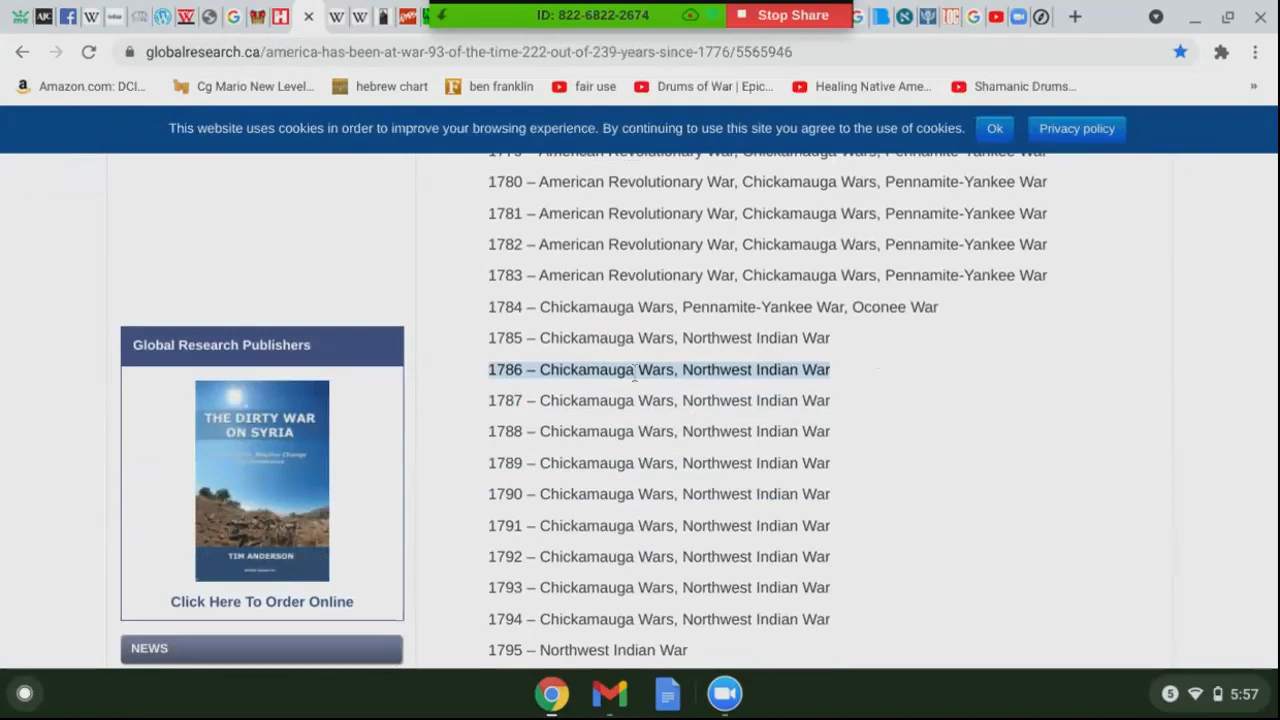 ID: 822-6822-2674
Stop Share
globalresearch.ca/america-has-been-at-war-93-of-the-time-222-out-of-239-years-since-1776/5565946
Amazon.com: DCI... Cg Mario New Level... hebrew chart ben franklin fair use Drums of War | Epic... Healing Native Ame... Shamanic Drums... »
This website uses cookies in order to improve your browsing experience. By continuing to use this site you agree to the use of cookies. Ok Privacy policy
American Revolutionary War, Chickamauga Wars, Pennamite-Yankee War
1780 – American Revolutionary War, Chickamauga Wars, Pennamite-Yankee War
1781 – American Revolutionary War, Chickamauga Wars, Pennamite-Yankee War
1782 – American Revolutionary War, Chickamauga Wars, Pennamite-Yankee War
1783 – American Revolutionary War, Chickamauga Wars, Pennamite-Yankee War
1784 – Chickamauga Wars, Pennamite-Yankee War, Oconee War
1785 – Chickamauga Wars, Northwest Indian War
1786 – Chickamauga Wars, Northwest Indian War
1787 – Chickamauga Wars, Northwest Indian War
1788 – Chickamauga Wars, Northwest Indian War
1789 – Chickamauga Wars, Northwest Indian War
1790 – Chickamauga Wars, Northwest Indian War
1791 – Chickamauga Wars, Northwest Indian War
1792 – Chickamauga Wars, Northwest Indian War
1793 – Chickamauga Wars, Northwest Indian War
1794 – Chickamauga Wars, Northwest Indian War
1795 – Northwest Indian War
Global Research Publishers
THE DIRTY WAR
ON SYRIA
TIM ANDERSON
Click Here To Order Online
NEWS
5 5:57